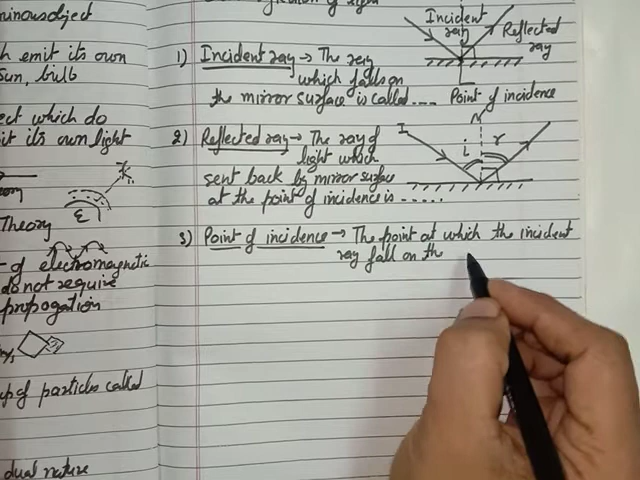 minous object
h emit its own
Sun, bulb
ect which do
it its own light
ε
Theory
of electromagnetic
do not require
propagation
up of particles called
dual nature
of light
1) Incident ray → The ray
which falls on
the mirror surface is called ....
Incident
ray
Reflected
ray
Point of incidence
2) Reflected ray → The ray of
light which
sent back by mirror surface
at the point of incidence is ......
I
N
i
r
3) Point of incidence → The point at which the incident
ray fall on the